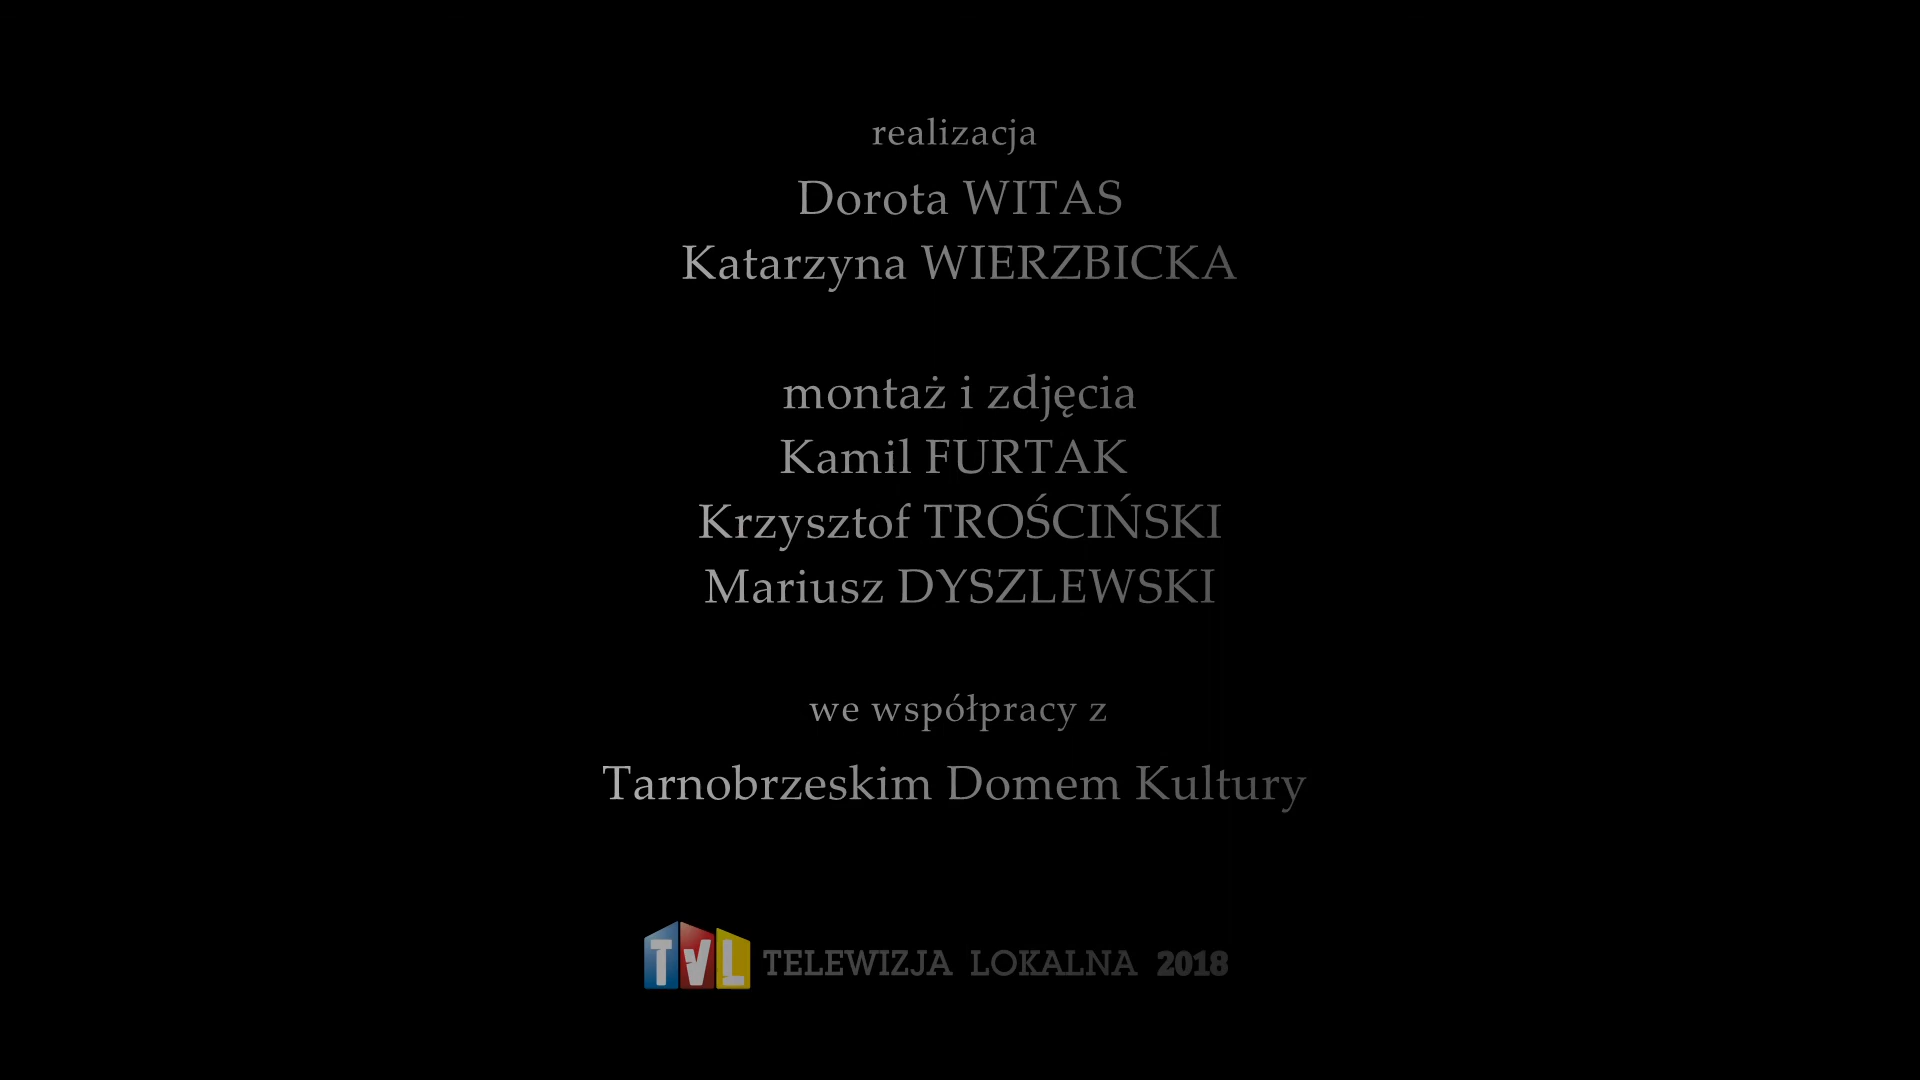 realizacja
Dorota WITAS
Katarzyna WIERZBICKA
montaż i zdjęcia
Kamil FURTAK
Krzysztof TROŚCIŃSKI
Mariusz DYSZLEWSKI
we współpracy z
Tarnobrzeskim Domem Kultury
TVL TELEWIZJA LOKALNA 2018